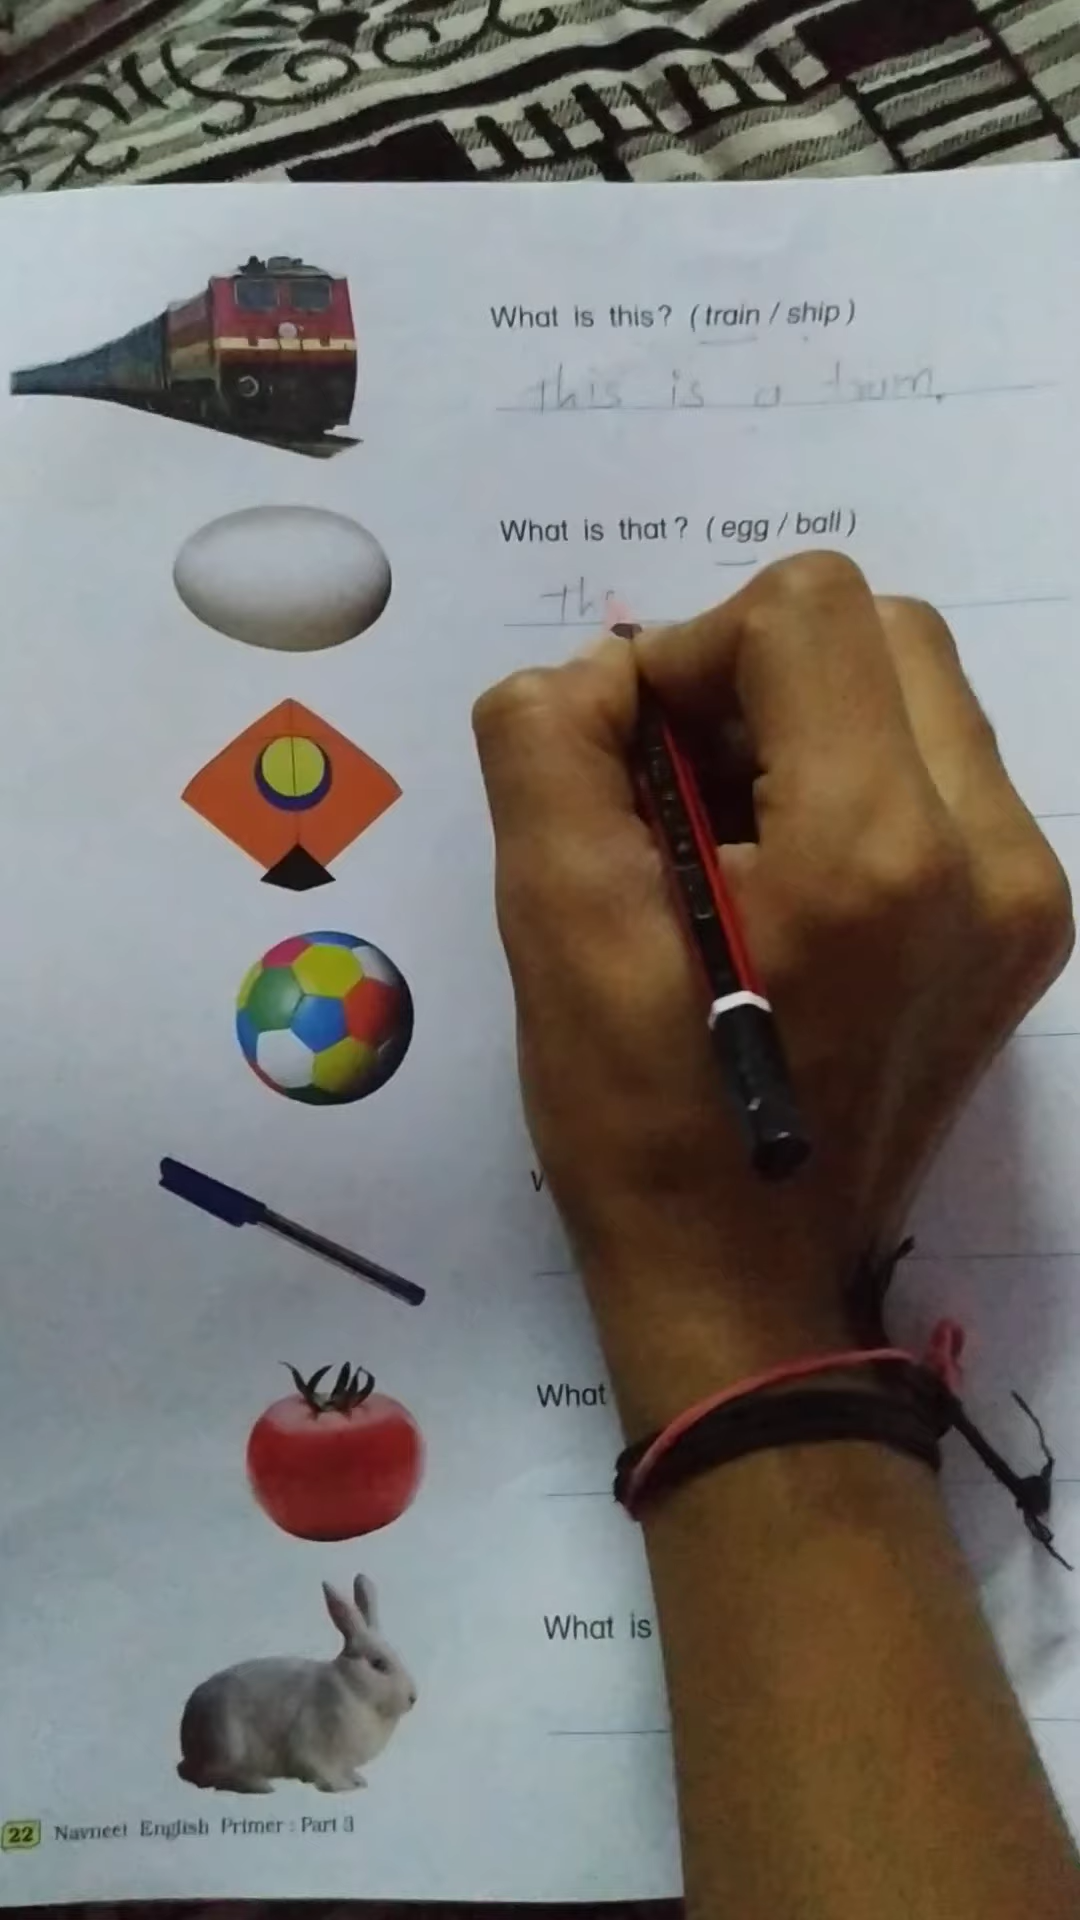 What is this? (train / ship)
this is a train.
What is that? (egg / ball)
Th
What
What is
22 Navneet English Primer : Part 3